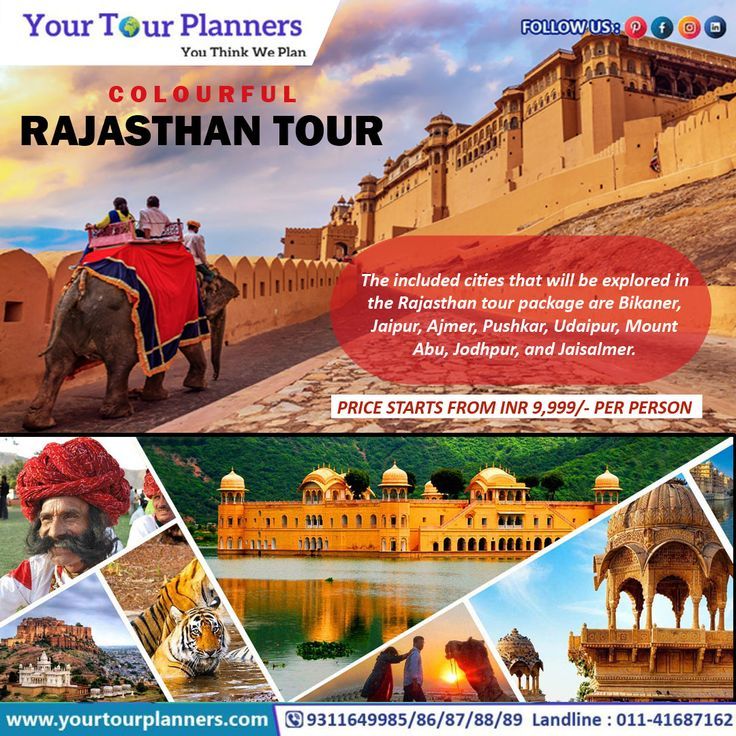 Your Tour Planners
You Think We Plan
FOLLOW US :
COLOURFUL
RAJASTHAN TOUR
The included cities that will be explored in
the Rajasthan tour package are Bikaner,
Jaipur, Ajmer, Pushkar, Udaipur, Mount
Abu, Jodhpur, and Jaisalmer.
PRICE STARTS FROM INR 9,999/- PER PERSON
www.yourtourplanners.com 9311649985/86/87/88/89 Landline : 011-41687162